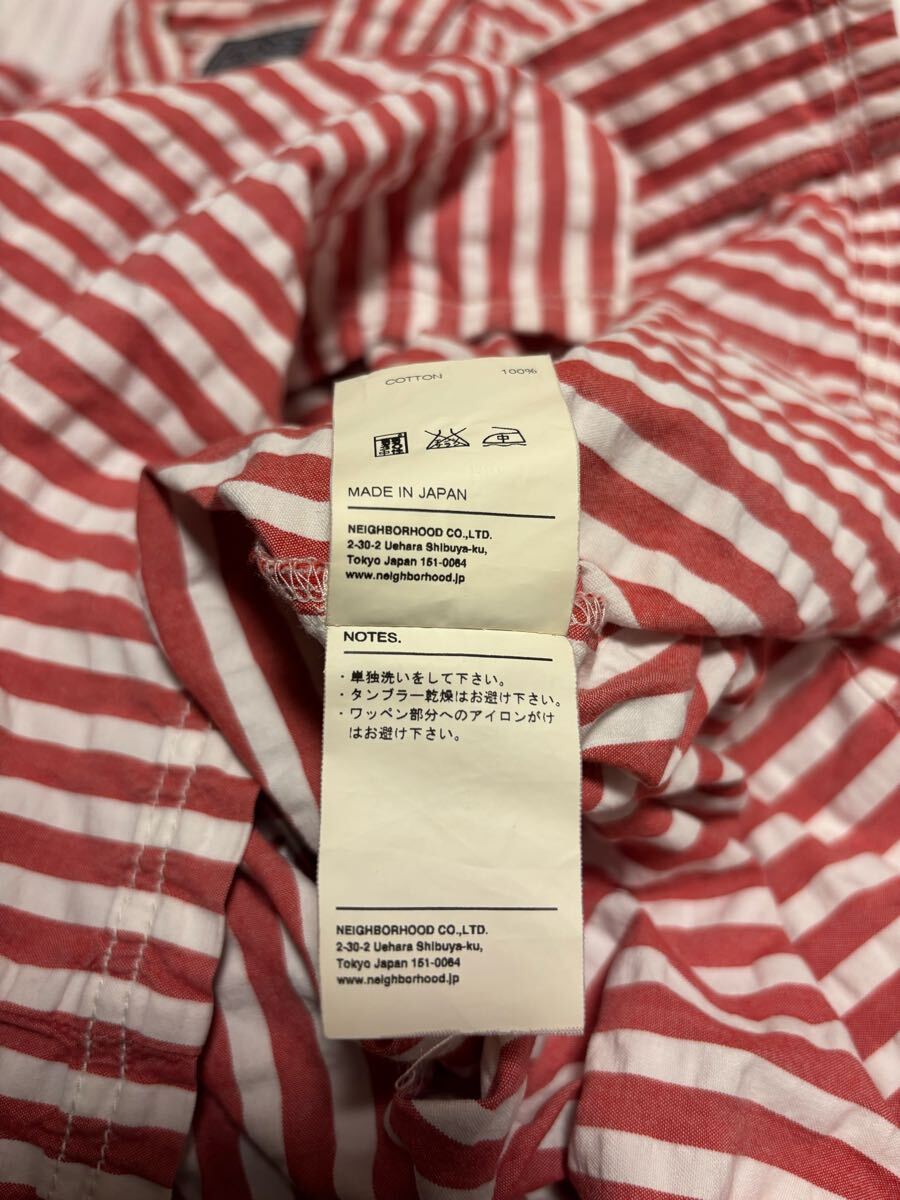 COTTON 100%
中
MADE IN JAPAN
NEIGHBORHOOD CO.,LTD.
2-30-2 Uehara Shibuya-ku,
Tokyo Japan 151-0064
www.neighborhood.jp
NOTES.
・単独洗いをして下さい。
・タンブラー乾燥はお避け下さい。
・ワッペン部分へのアイロンがけ
はお避け下さい。
NEIGHBORHOOD CO.,LTD.
2-30-2 Uehara Shibuya-ku,
Tokyo Japan 151-0064
www.neighborhood.jp